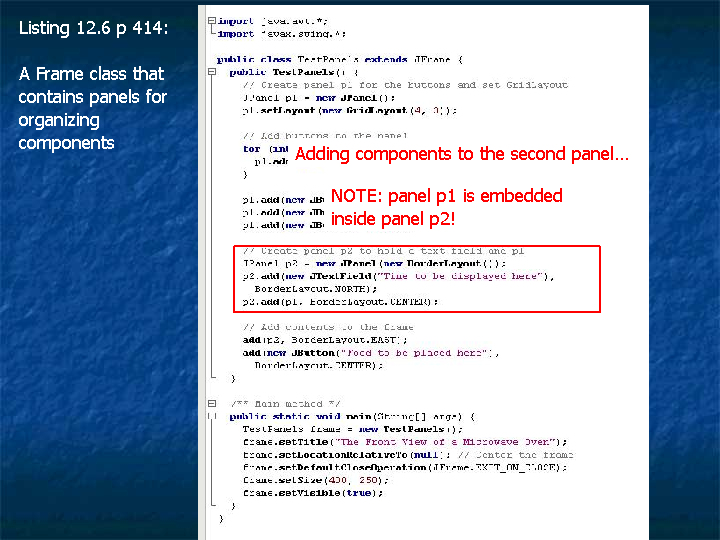 Listing 12.6 p 414:
A Frame class that
contains panels for
organizing
components
import java.awt.*;
import javax.swing.*;
public class TestPanels extends JFrame {
public TestPanels() {
// Create panel p1 for the buttons and set GridLayout
JPanel p1 = new JPanel();
p1.setLayout(new GridLayout(4, 3));
// Add buttons to the panel
for (int
p1.add
}
Adding components to the second panel…
p1.add(new JBu
p1.add(new JBu
p1.add(new JBu
NOTE: panel p1 is embedded
inside panel p2!
// Create panel p2 to hold a text field and p1
JPanel p2 = new JPanel(new BorderLayout());
p2.add(new JTextField("Time to be displayed here"),
BorderLayout.NORTH);
p2.add(p1, BorderLayout.CENTER);
// Add contents to the frame
add(p2, BorderLayout.EAST);
add(new JButton("Food to be placed here"),
BorderLayout.CENTER);
}
/** Main method */
public static void main(String[] args) {
TestPanels frame = new TestPanels();
frame.setTitle("The Front View of a Microwave Oven");
frame.setLocationRelativeTo(null); // Center the frame
frame.setDefaultCloseOperation(JFrame.EXIT_ON_CLOSE);
frame.setSize(400, 250);
frame.setVisible(true);
}
}